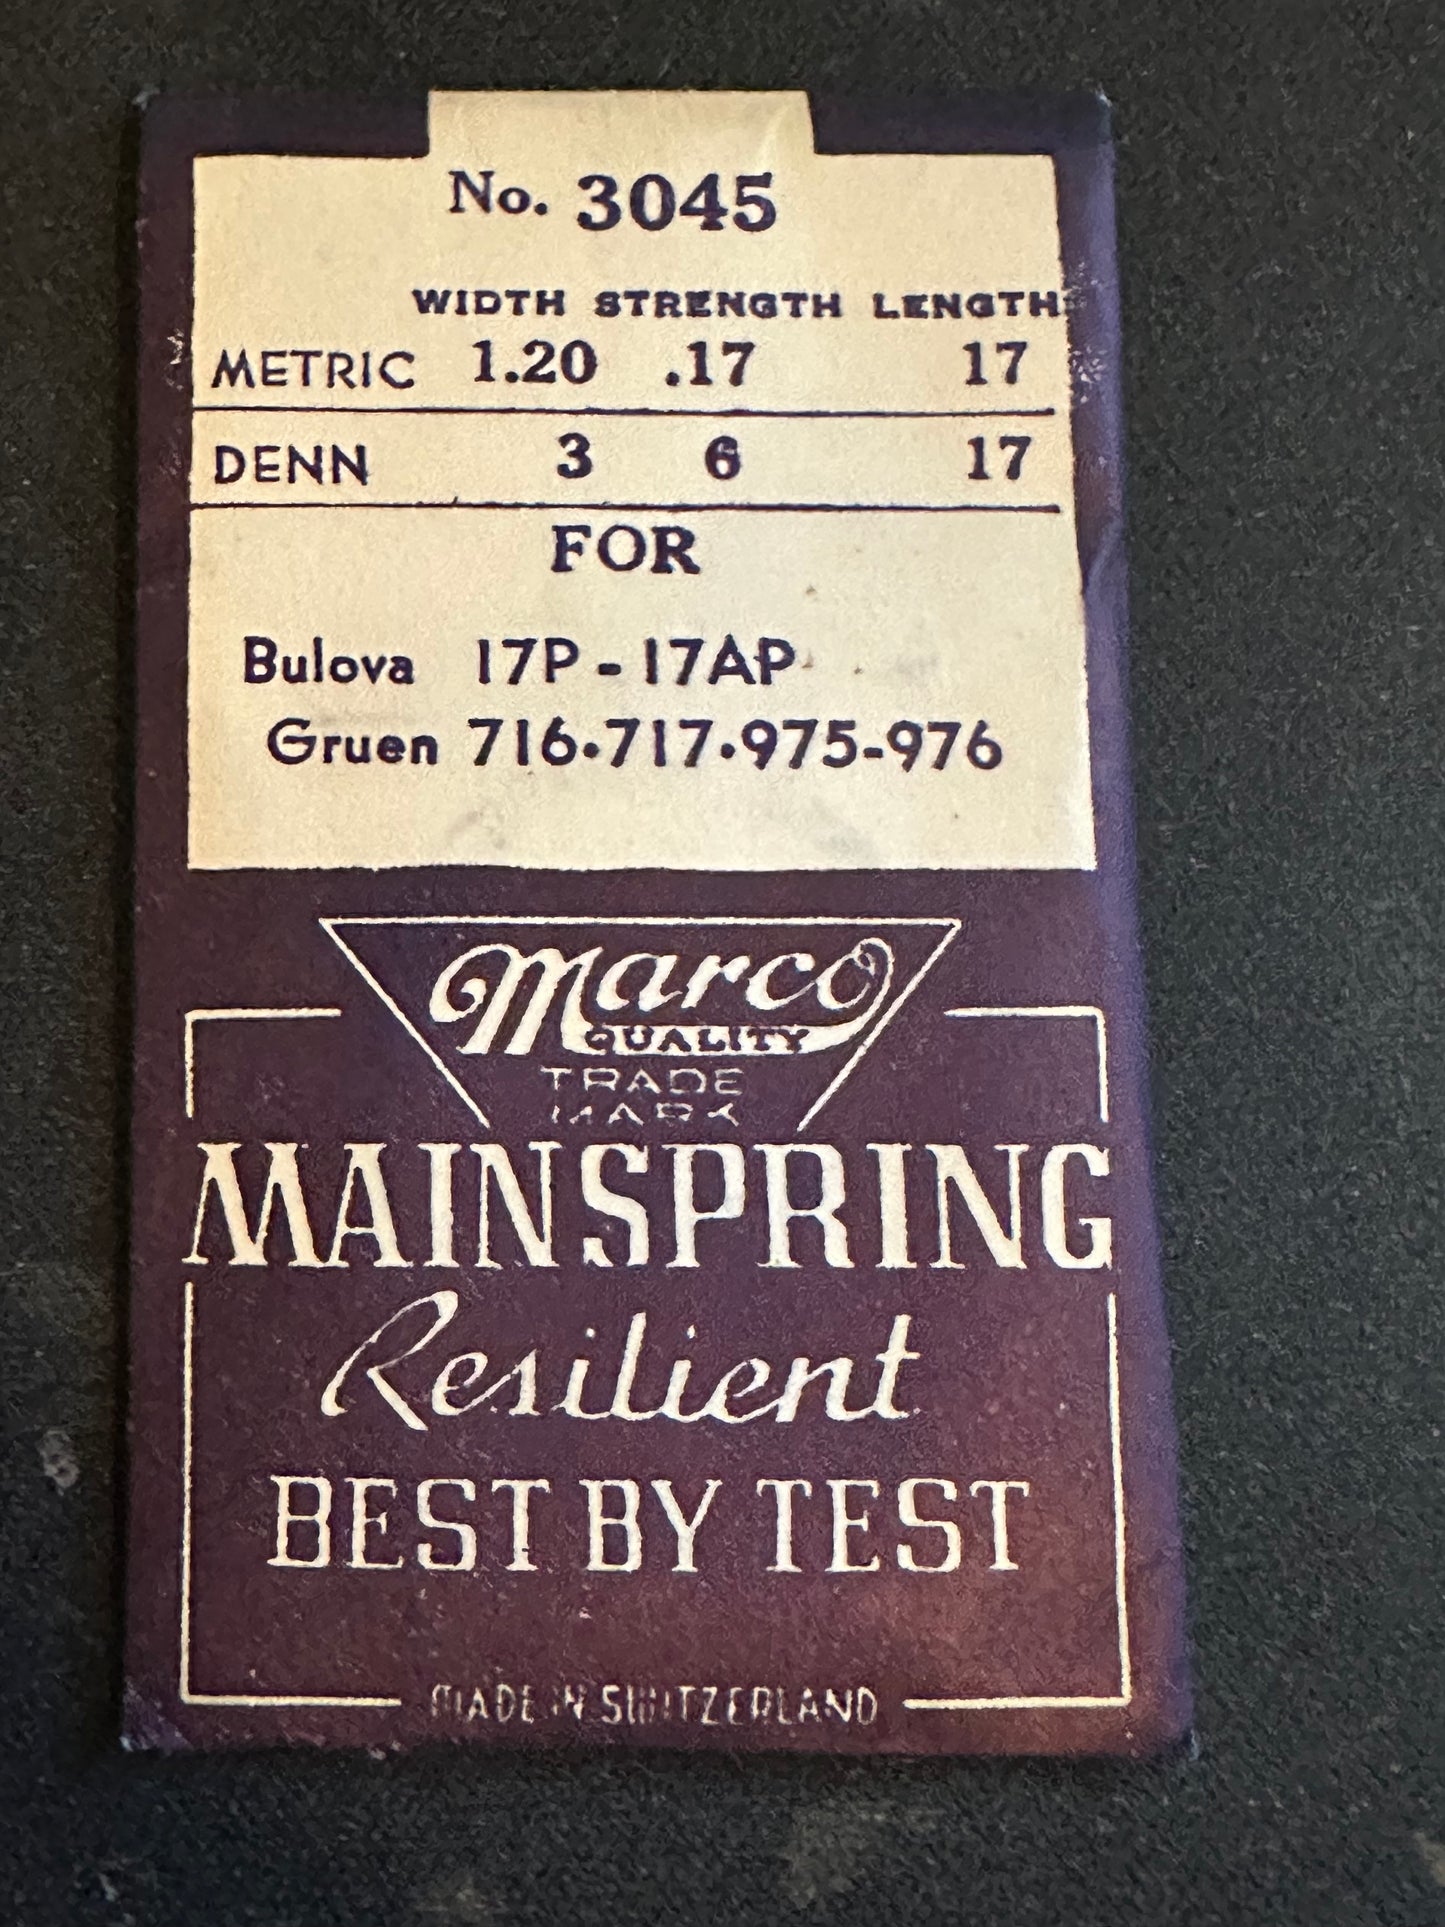 No. 3045
WIDTH STRENGTH LENGTH
METRIC 1.20 .17 17
DENN 3 6 17
FOR
Bulova 17P - 17AP
Gruen 716•717•975-976
Marco
QUALITY
TRADE
MARK
MAINSPRING
Resilient
BEST BY TEST
MADE IN SWITZERLAND